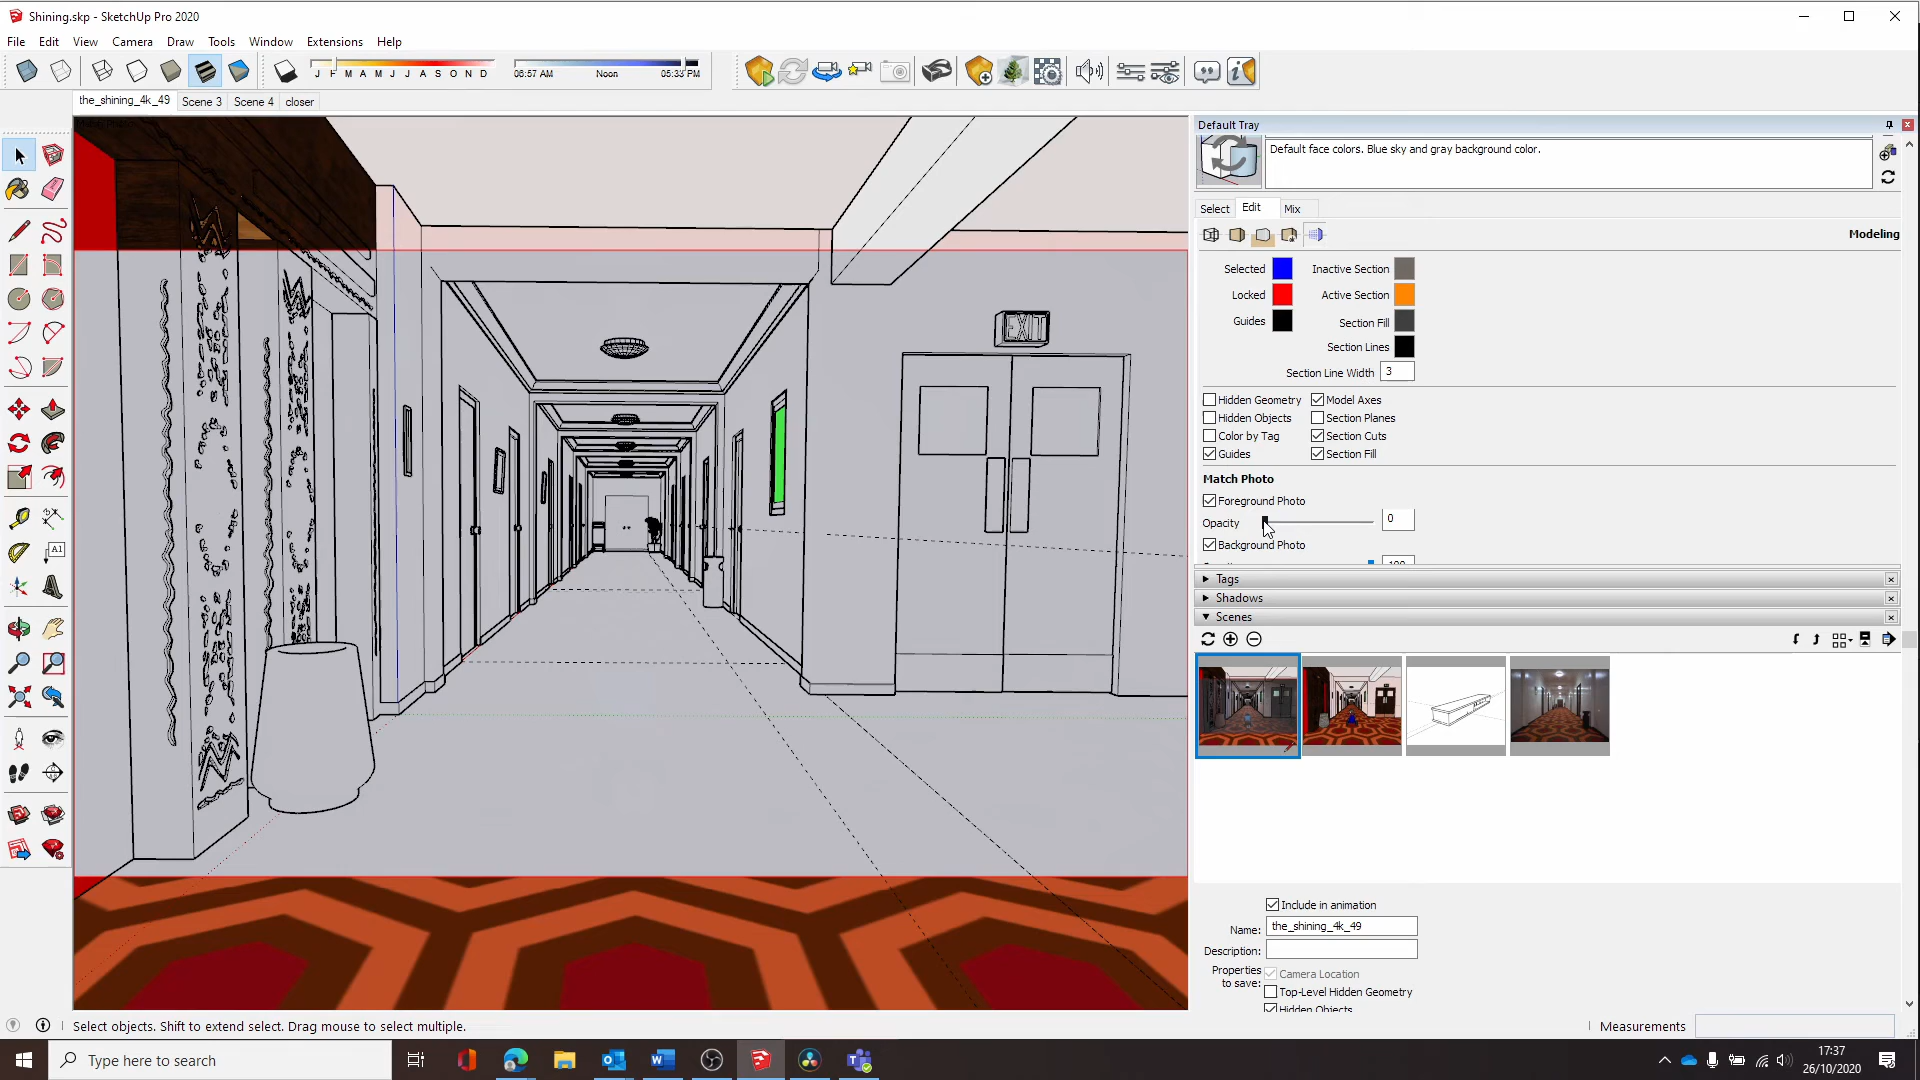 Shining.skp - SketchUp Pro 2020
File Edit View Camera Draw Tools Window Extensions Help
J F M A M J J A S O N D
06:57 AM Noon 05:33 PM
the_shining_4k_49 Scene 3 Scene 4 closer
Default Tray
Default face colors. Blue sky and gray background color.
Select Edit Mix
Modeling
Selected Inactive Section
Locked Active Section
Guides Section Fill
Section Lines
Section Line Width 3
Hidden Geometry Model Axes
Hidden Objects Section Planes
Color by Tag Section Cuts
Guides Section Fill
Match Photo
Foreground Photo
Opacity 0
Background Photo
EXIT
A1
Tags
Shadows
Scenes
Include in animation
Name: the_shining_4k_49
Description:
Properties to save: Camera Location
Top-Level Hidden Geometry
Hidden Objects
Select objects. Shift to extend select. Drag mouse to select multiple.
Measurements
Type here to search
17:37
26/10/2020